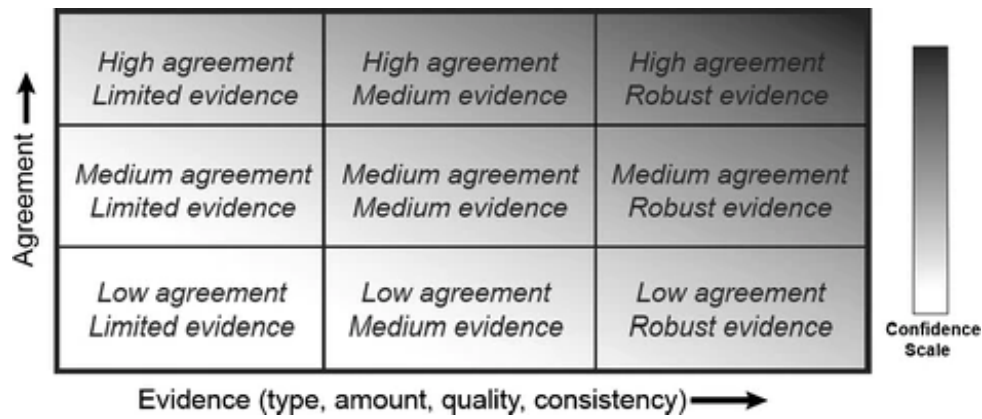 High agreement
Limited evidence
High agreement
Medium evidence
High agreement
Robust evidence
Agreement
Medium agreement
Limited evidence
Medium agreement
Medium evidence
Medium agreement
Robust evidence
Low agreement
Limited evidence
Low agreement
Medium evidence
Low agreement
Robust evidence
Confidence
Scale
Evidence (type, amount, quality, consistency)